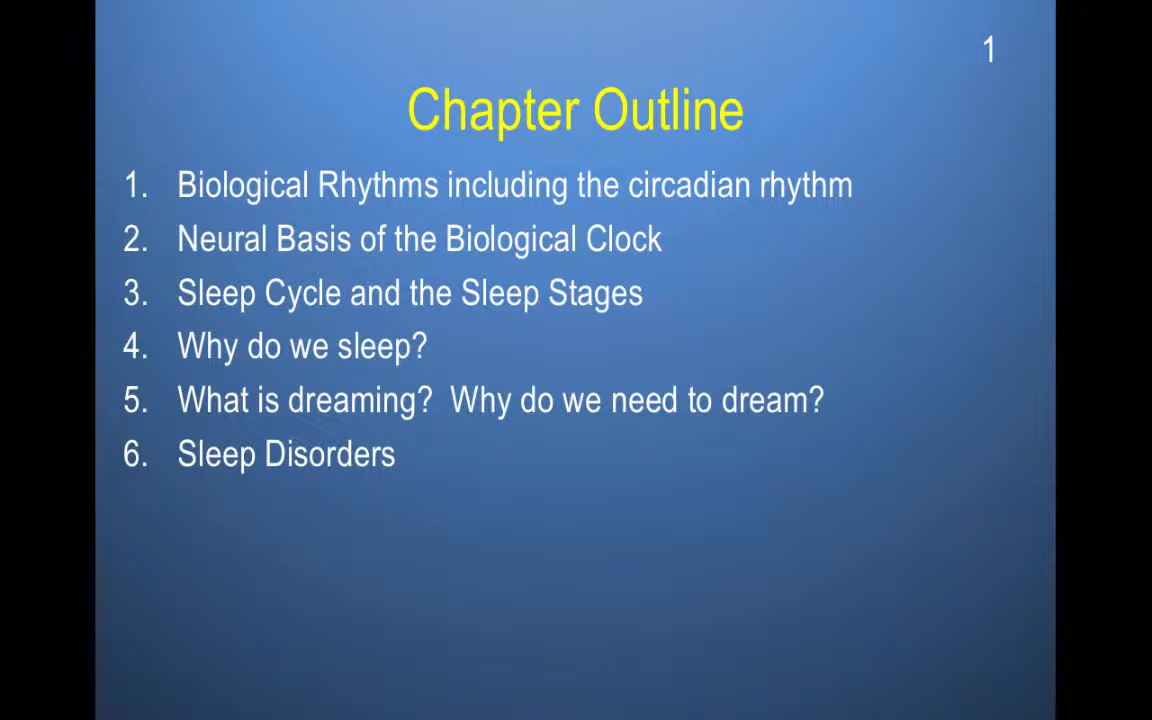 1
Chapter Outline
1. Biological Rhythms including the circadian rhythm
2. Neural Basis of the Biological Clock
3. Sleep Cycle and the Sleep Stages
4. Why do we sleep?
5. What is dreaming?  Why do we need to dream?
6. Sleep Disorders